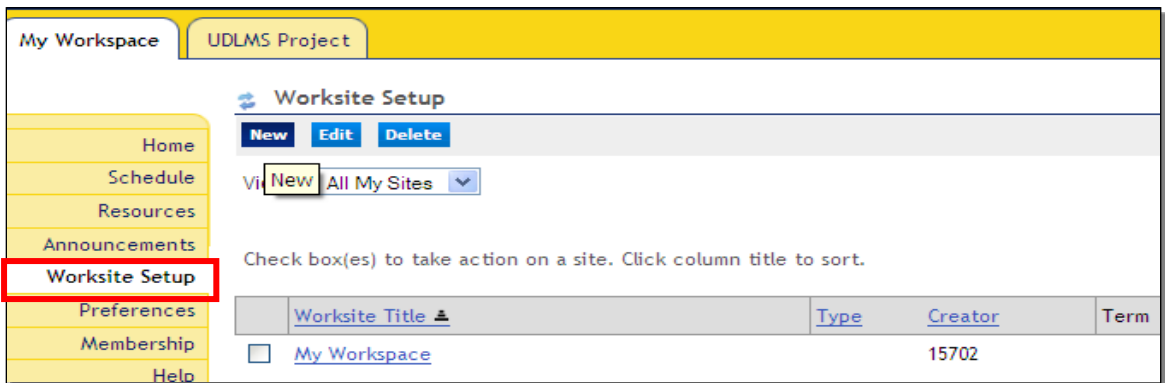 My Workspace UDLMS Project
Worksite Setup
New Edit Delete
Home
Schedule
Resources
Announcements
Worksite Setup
Preferences
Membership
Help
New All My Sites
Check box(es) to take action on a site. Click column title to sort.
Worksite Title Type Creator Term
My Workspace 15702